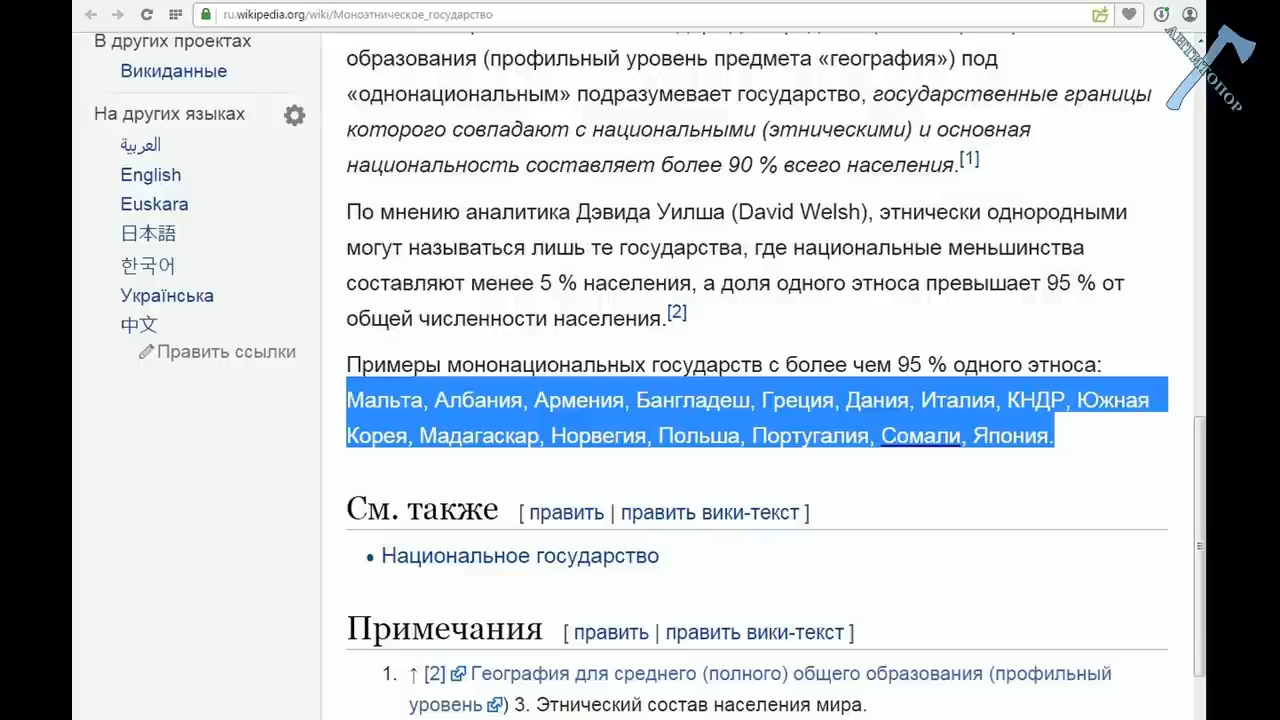 ru.wikipedia.org/wiki/Моноэтническое_государство
АНТИТОПОР
В других проектах
Викиданные
На других языках
العربية
English
Euskara
日本語
한국어
Українська
中文
Править ссылки
образования (профильный уровень предмета «география») под
«однонациональным» подразумевает государство, государственные границы
которого совпадают с национальными (этническими) и основная
национальность составляет более 90 % всего населения.[1]
По мнению аналитика Дэвида Уилша (David Welsh), этнически однородными
могут называться лишь те государства, где национальные меньшинства
составляют менее 5 % населения, а доля одного этноса превышает 95 % от
общей численности населения.[2]
Примеры мононациональных государств с более чем 95 % одного этноса:
Мальта, Албания, Армения, Бангладеш, Греция, Дания, Италия, КНДР, Южная
Корея, Мадагаскар, Норвегия, Польша, Португалия, Сомали, Япония.
См. также [ править | править вики-текст ]
• Национальное государство
Примечания [ править | править вики-текст ]
1. ↑ [2] География для среднего (полного) общего образования (профильный
уровень) 3. Этнический состав населения мира.